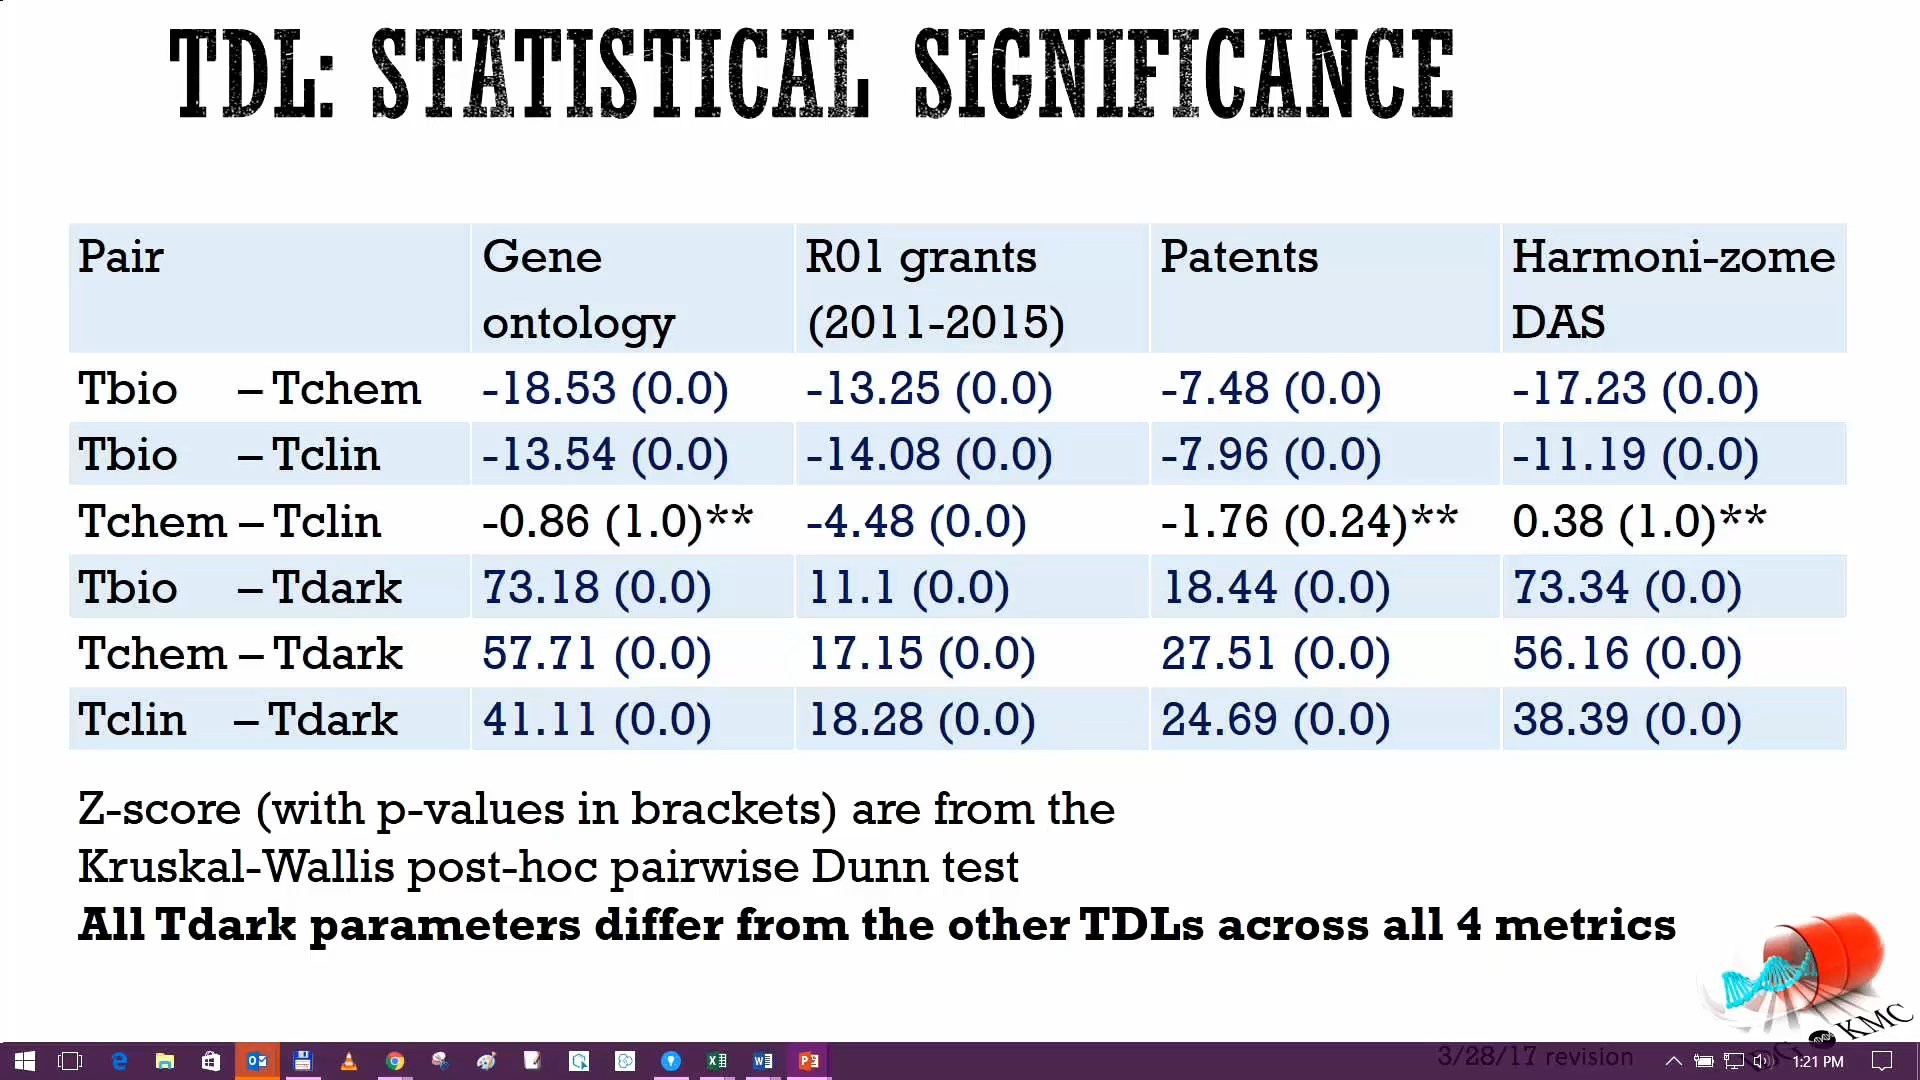 TDL: STATISTICAL SIGNIFICANCE
Pair Gene ontology R01 grants (2011-2015) Patents Harmoni-zome DAS
Tbio – Tchem -18.53 (0.0) -13.25 (0.0) -7.48 (0.0) -17.23 (0.0)
Tbio – Tclin -13.54 (0.0) -14.08 (0.0) -7.96 (0.0) -11.19 (0.0)
Tchem – Tclin -0.86 (1.0)** -4.48 (0.0) -1.76 (0.24)** 0.38 (1.0)**
Tbio – Tdark 73.18 (0.0) 11.1 (0.0) 18.44 (0.0) 73.34 (0.0)
Tchem – Tdark 57.71 (0.0) 17.15 (0.0) 27.51 (0.0) 56.16 (0.0)
Tclin – Tdark 41.11 (0.0) 18.28 (0.0) 24.69 (0.0) 38.39 (0.0)
Z-score (with p-values in brackets) are from the
Kruskal-Wallis post-hoc pairwise Dunn test
All Tdark parameters differ from the other TDLs across all 4 metrics
KMC
3/28/17 revision
1:21 PM